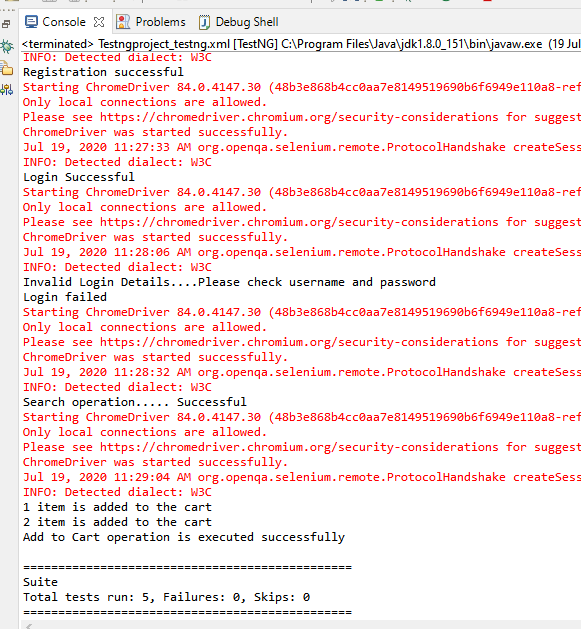 Console Problems Debug Shell
<terminated> Testngproject_testng.xml [TestNG] C:\Program Files\Java\jdk1.8.0_151\bin\javaw.exe (19 Jul
INFO: Detected dialect: W3C
Registration successful
Starting ChromeDriver 84.0.4147.30 (48b3e868b4cc0aa7e8149519690b6f6949e110a8-ref
Only local connections are allowed.
Please see https://chromedriver.chromium.org/security-considerations for suggest
ChromeDriver was started successfully.
Jul 19, 2020 11:27:33 AM org.openqa.selenium.remote.ProtocolHandshake createSess
INFO: Detected dialect: W3C
Login Successful
Starting ChromeDriver 84.0.4147.30 (48b3e868b4cc0aa7e8149519690b6f6949e110a8-ref
Only local connections are allowed.
Please see https://chromedriver.chromium.org/security-considerations for suggest
ChromeDriver was started successfully.
Jul 19, 2020 11:28:06 AM org.openqa.selenium.remote.ProtocolHandshake createSess
INFO: Detected dialect: W3C
Invalid Login Details....Please check username and password
Login failed
Starting ChromeDriver 84.0.4147.30 (48b3e868b4cc0aa7e8149519690b6f6949e110a8-ref
Only local connections are allowed.
Please see https://chromedriver.chromium.org/security-considerations for suggest
ChromeDriver was started successfully.
Jul 19, 2020 11:28:32 AM org.openqa.selenium.remote.ProtocolHandshake createSess
INFO: Detected dialect: W3C
Search operation..... Successful
Starting ChromeDriver 84.0.4147.30 (48b3e868b4cc0aa7e8149519690b6f6949e110a8-ref
Only local connections are allowed.
Please see https://chromedriver.chromium.org/security-considerations for suggest
ChromeDriver was started successfully.
Jul 19, 2020 11:29:04 AM org.openqa.selenium.remote.ProtocolHandshake createSess
INFO: Detected dialect: W3C
1 item is added to the cart
2 item is added to the cart
Add to Cart operation is executed successfully
===============================================
Suite
Total tests run: 5, Failures: 0, Skips: 0
===============================================